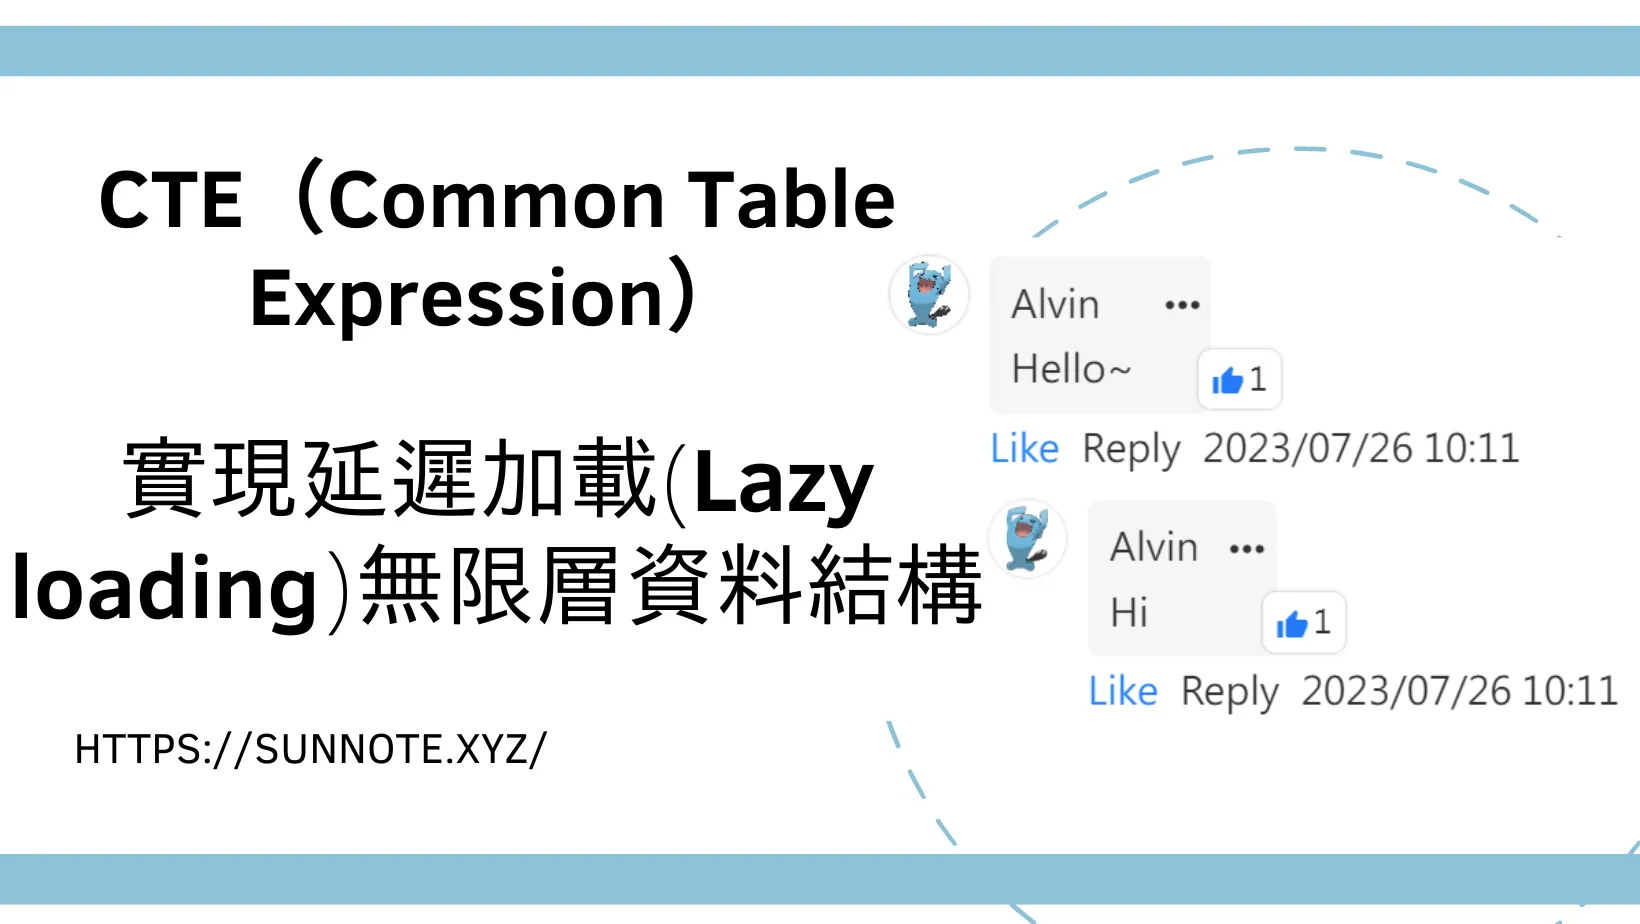 CTE（Common Table
Expression）
實現延遲加載(Lazy
loading)無限層資料結構
HTTPS://SUNNOTE.XYZ/
Alvin •••
Hello~
1
Like Reply 2023/07/26 10:11
Alvin •••
Hi
1
Like Reply 2023/07/26 10:11